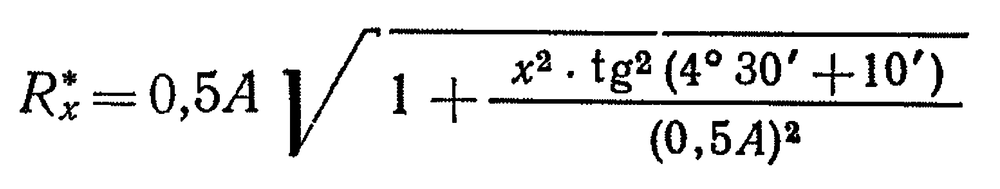 R*ₓ = 0,5A √(1 + (x² · tg² (4° 30′ + 10′)) / ((0,5A)²))